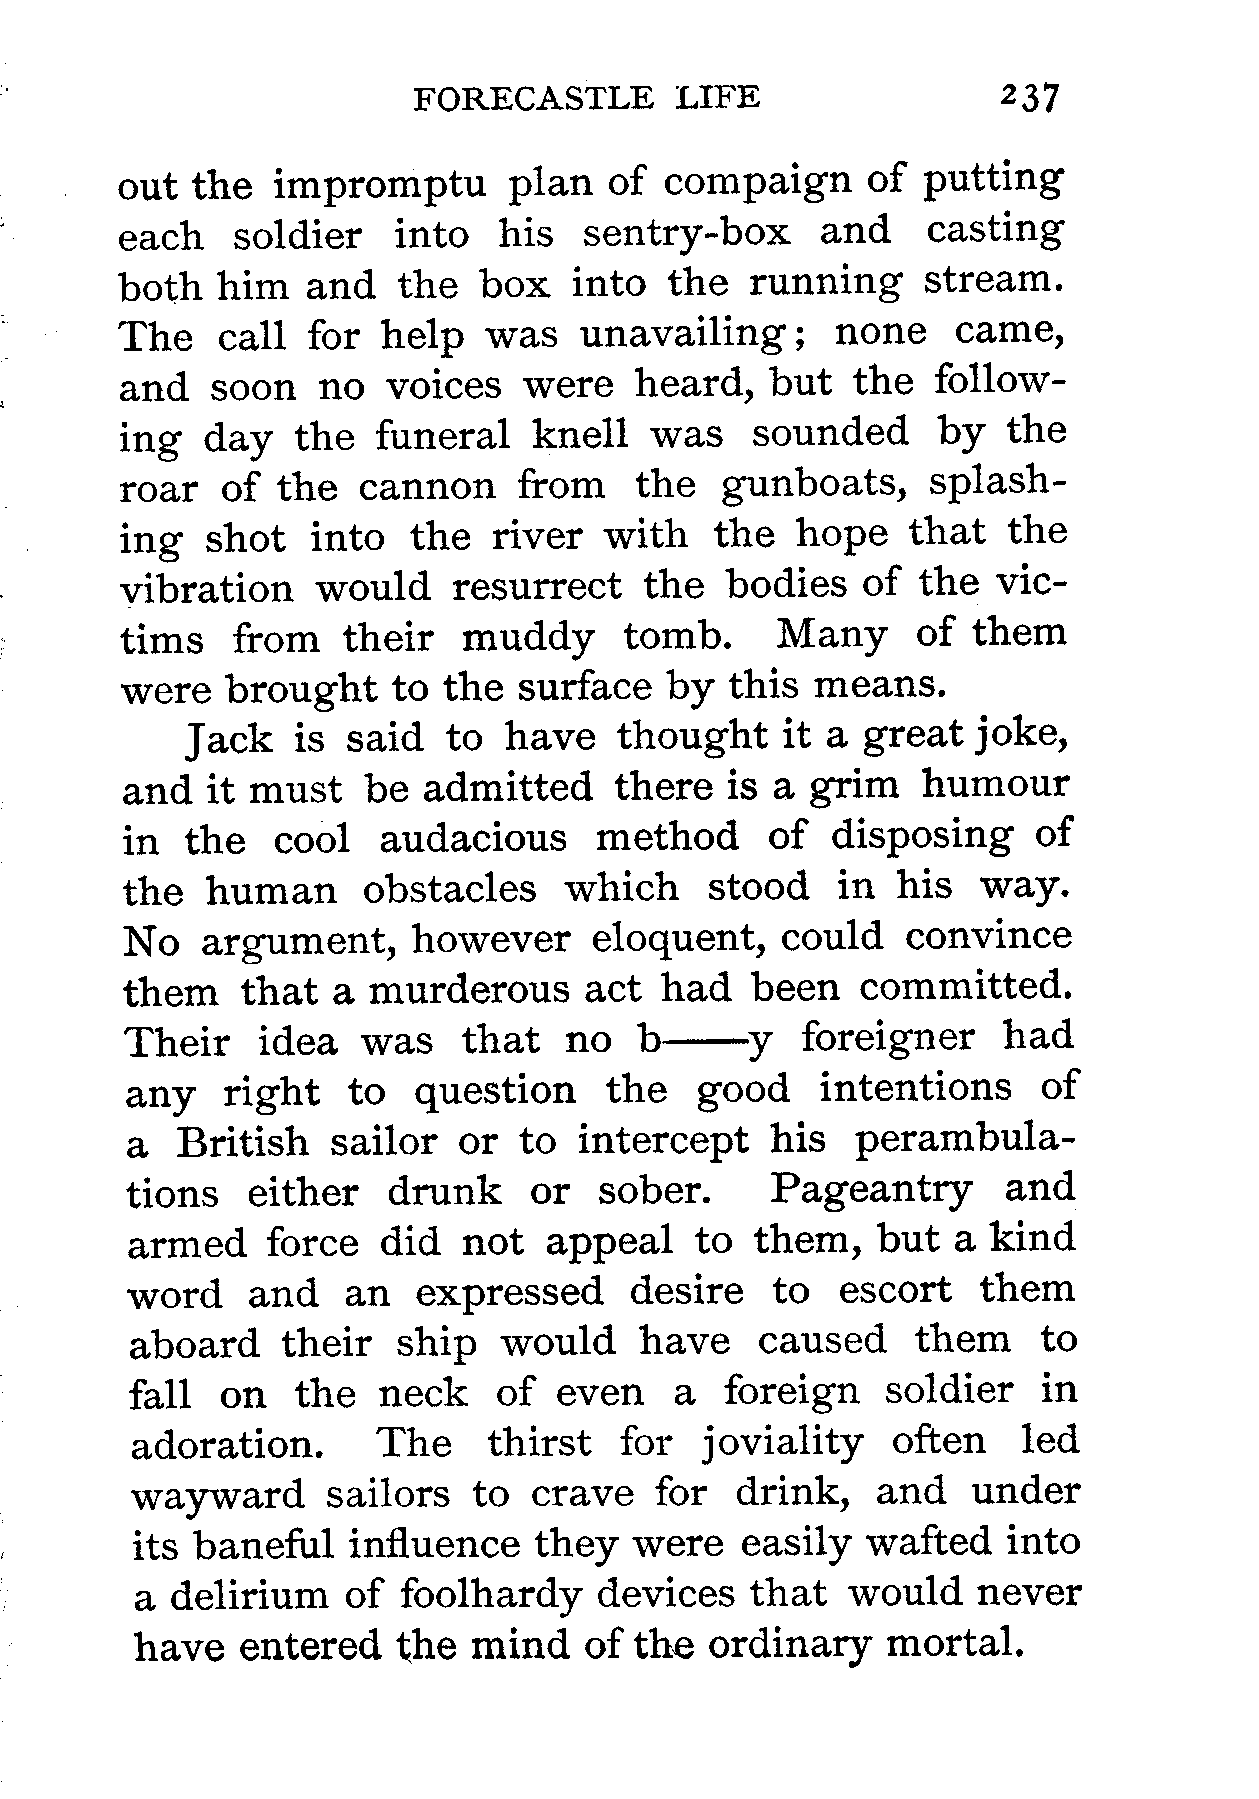 FORECASTLE LIFE 237
out the impromptu plan of compaign of putting
each soldier into his sentry-box and casting
both him and the box into the running stream.
The call for help was unavailing; none came,
and soon no voices were heard, but the follow-
ing day the funeral knell was sounded by the
roar of the cannon from the gunboats, splash-
ing shot into the river with the hope that the
vibration would resurrect the bodies of the vic-
tims from their muddy tomb. Many of them
were brought to the surface by this means.
Jack is said to have thought it a great joke,
and it must be admitted there is a grim humour
in the cool audacious method of disposing of
the human obstacles which stood in his way.
No argument, however eloquent, could convince
them that a murderous act had been committed.
Their idea was that no b——y foreigner had
any right to question the good intentions of
a British sailor or to intercept his perambula-
tions either drunk or sober. Pageantry and
armed force did not appeal to them, but a kind
word and an expressed desire to escort them
aboard their ship would have caused them to
fall on the neck of even a foreign soldier in
adoration. The thirst for joviality often led
wayward sailors to crave for drink, and under
its baneful influence they were easily wafted into
a delirium of foolhardy devices that would never
have entered the mind of the ordinary mortal.